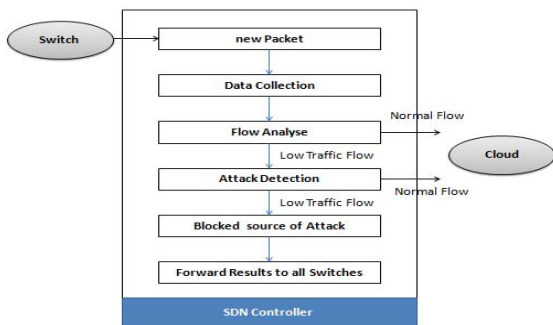 Switch
new Packet
Data Collection
Normal Flow
Flow Analyse
Low Traffic Flow
Cloud
Attack Detection
Normal Flow
Low Traffic Flow
Blocked source of Attack
Forward Results to all Switches
SDN Controller